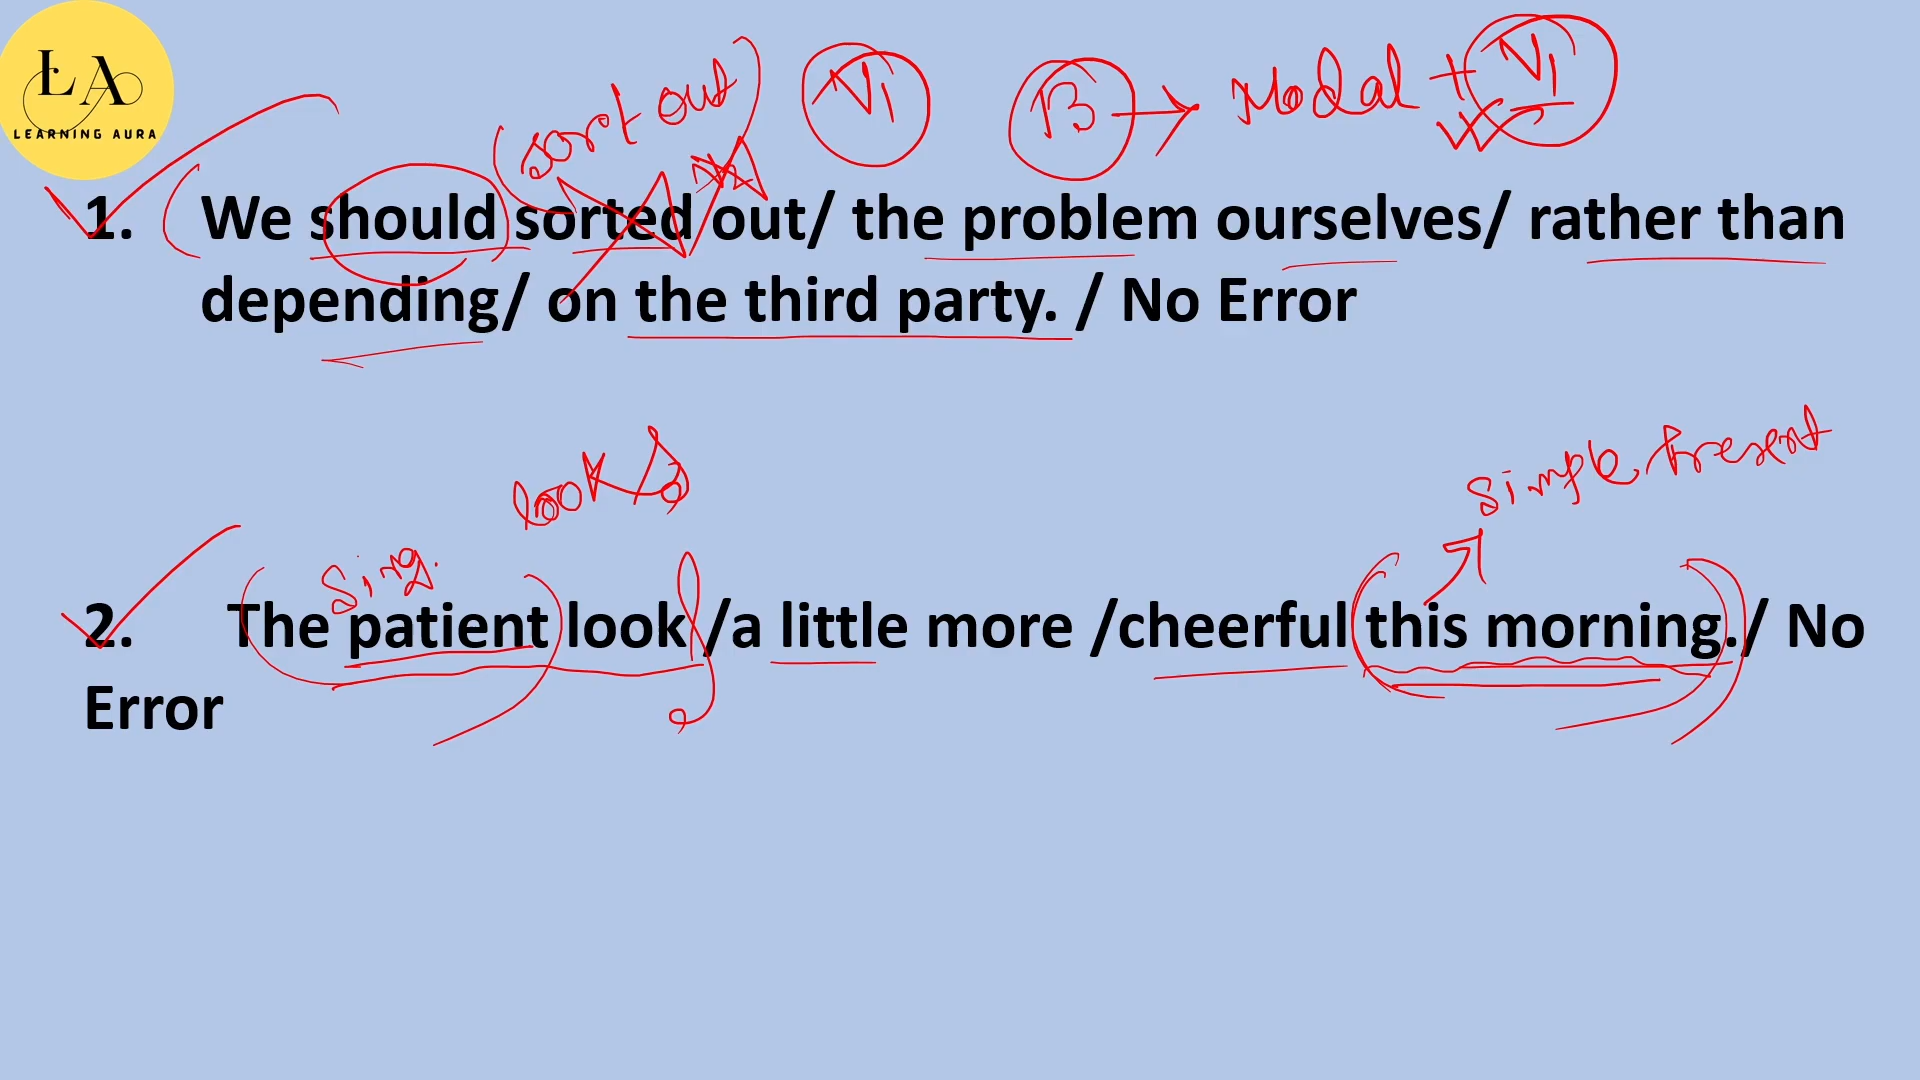 LA
LEARNING AURA
(sort out)
V1
B → Modal + V1
1. We should sorted out/ the problem ourselves/ rather than
depending/ on the third party. / No Error
looks
Simple Present
Sing.
2. The patient look /a little more /cheerful this morning./ No
Error